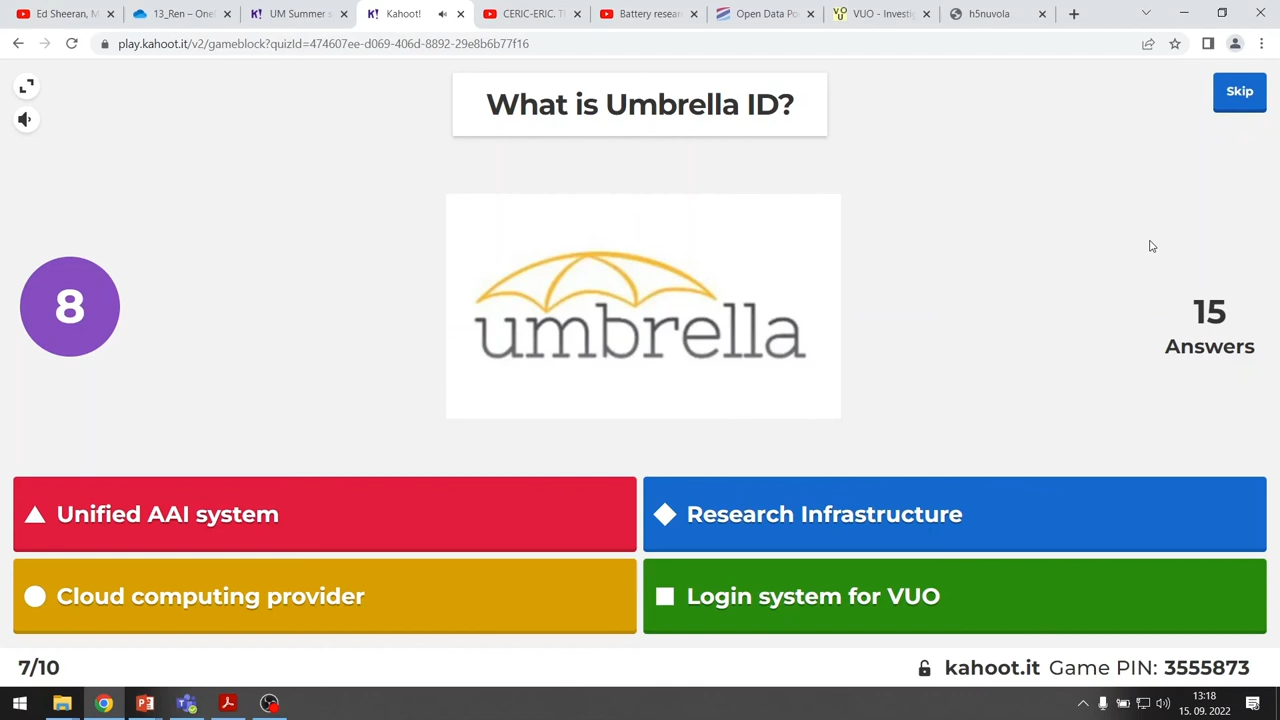 Ed Sheeran, M
13_Ren – OneD
UM Summer s
Kahoot!
CERIC-ERIC. T
Battery resear
Open Data Po
VUO - Investig
h5nuvola
play.kahoot.it/v2/gameblock?quizId=474607ee-d069-406d-8892-29e8b6b77f16
What is Umbrella ID?
Skip
8
umbrella
15
Answers
Unified AAI system
Research Infrastructure
Cloud computing provider
Login system for VUO
7/10
kahoot.it Game PIN: 3555873
13:18
15. 09. 2022